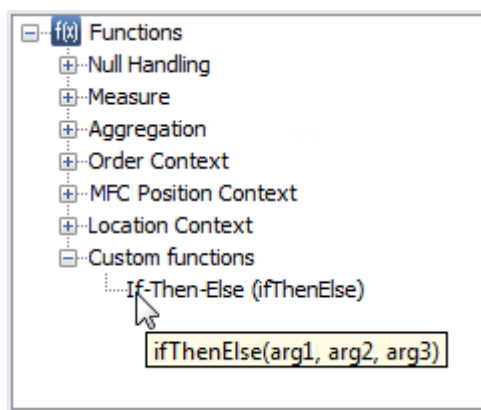 f(x) Functions
Null Handling
Measure
Aggregation
Order Context
MFC Position Context
Location Context
Custom functions
If-Then-Else (ifThenElse)
ifThenElse(arg1, arg2, arg3)